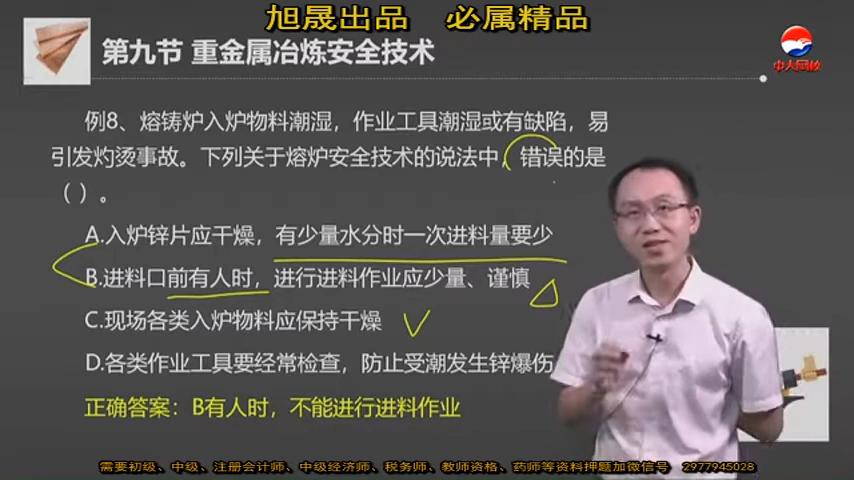 旭晟出品 必属精品
第九节 重金属冶炼安全技术
中大网校
例8、熔铸炉入炉物料潮湿，作业工具潮湿或有缺陷，易
引发灼烫事故。下列关于熔炉安全技术的说法中，错误的是
（ ）。
A.入炉锌片应干燥，有少量水分时一次进料量要少
B.进料口前有人时，进行进料作业应少量、谨慎
C.现场各类入炉物料应保持干燥
D.各类作业工具要经常检查，防止受潮发生锌爆伤
正确答案：B有人时，不能进行进料作业
需要初级、中级、注册会计师、中级经济师、税务师、教师资格、药师等资料押题加微信号 2977945028